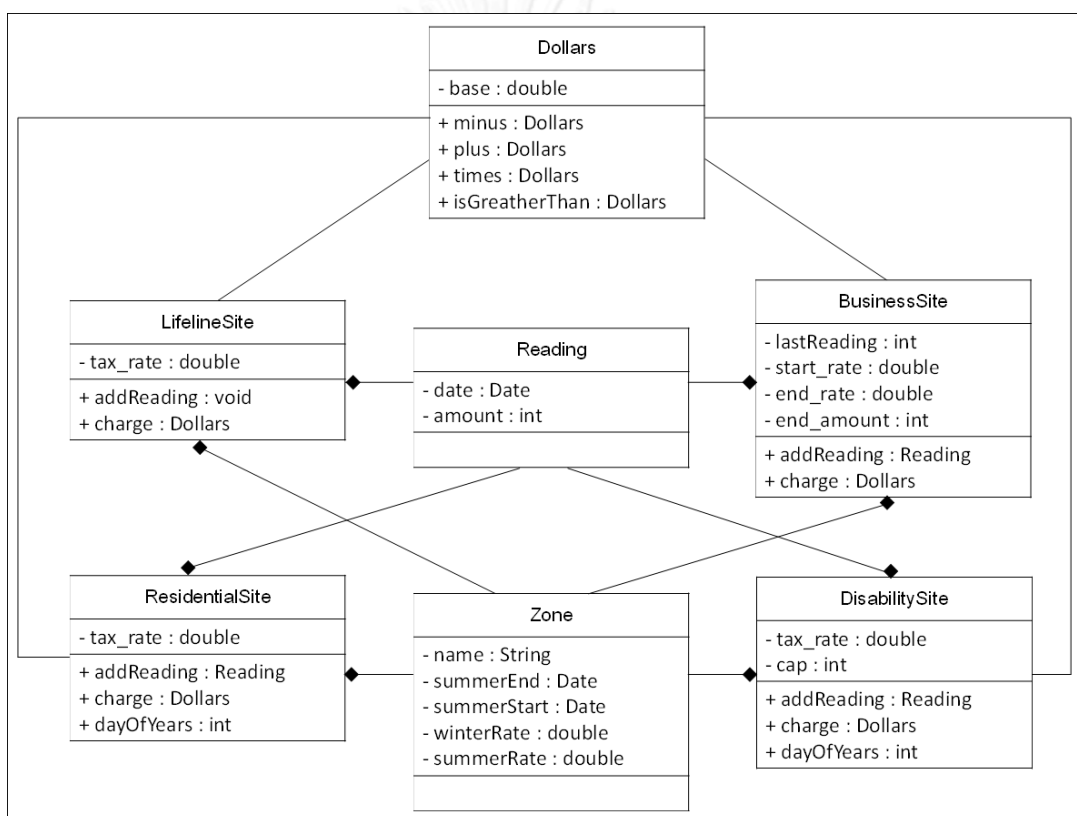 Dollars
- base : double
+ minus : Dollars
+ plus : Dollars
+ times : Dollars
+ isGreatherThan : Dollars
LifelineSite
- tax_rate : double
+ addReading : void
+ charge : Dollars
Reading
- date : Date
- amount : int
BusinessSite
- lastReading : int
- start_rate : double
- end_rate : double
- end_amount : int
+ addReading : Reading
+ charge : Dollars
ResidentialSite
- tax_rate : double
+ addReading : Reading
+ charge : Dollars
+ dayOfYears : int
Zone
- name : String
- summerEnd : Date
- summerStart : Date
- winterRate : double
- summerRate : double
DisabilitySite
- tax_rate : double
- cap : int
+ addReading : Reading
+ charge : Dollars
+ dayOfYears : int